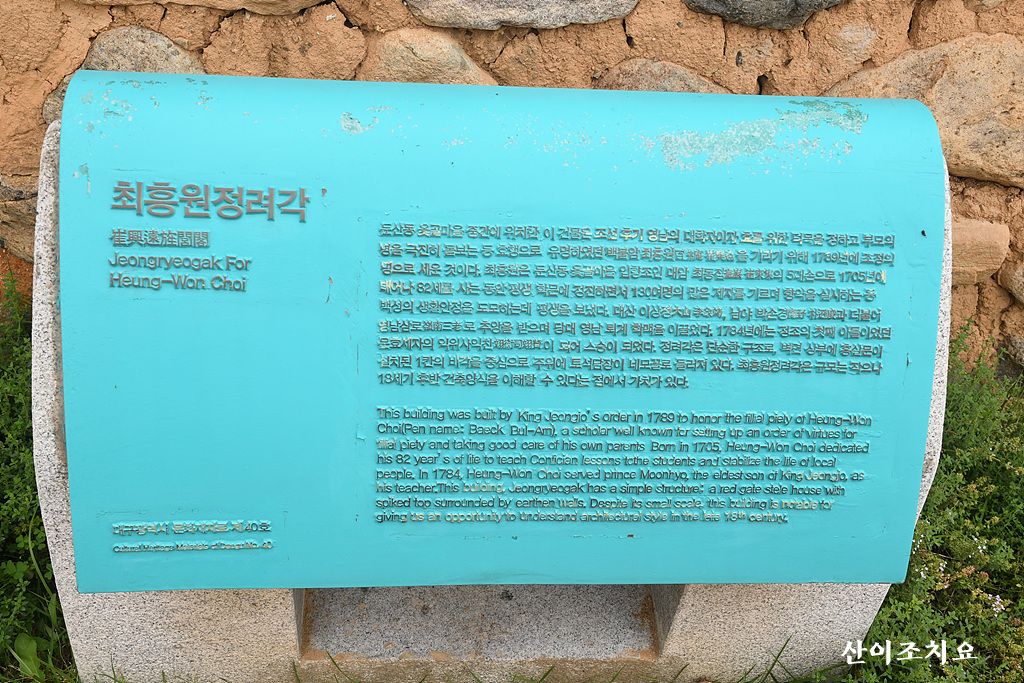 최흥원정려각
崔興遠旌閭閣
Jeongryeogak For
Heung-Won Choi
둔산동 옻골마을 중간에 위치한 이 건물은 조선 후기 영남의 대학자이자 효를 위한 덕목을 정하고 부모의
병을 극진히 돌보는 등 효행으로 유명하였던 백불암 최흥원 을 기리기 위해 1789년에 조정의
명으로 세운 것이다. 최흥원은 둔산동 옻골마을 입향조인 대암 최동집 의 5대손으로 1705년에
태어나 82세로 사는 동안 평생 학문에 정진하면서 130여명의 많은 제자를 기르며 향약을 실시하는 등
백성의 생활안정을 도모하는데 평생을 보냈다. 대산 이상정 남야 박손경 과 더불어
영남삼로 로 추앙을 받으며 당대 영남 퇴계 학맥을 이끌었다. 1784년에는 정조의 첫째 아들이었던
문효세자의 익위사익찬 이 되어 스승이 되었다. 정려각은 단순한 구조로, 벽면 상부에 홍살문이
설치된 1칸의 비각을 중심으로 주위에 토석담장이 네모꼴로 둘러져 있다. 최흥원정려각은 규모는 작으나
18세기 후반 건축양식을 이해할 수 있다는 점에서 가치가 있다.
This building was built by King Jeongjo's order in 1789 to honor the filial piety of Heung-Won
Choi(Pen name: Baeck Bul-Am), a scholar well known for setting up an order of virtues for
filial piety and taking good care of his own parents. Born in 1705, Heung-Won Choi dedicated
his 82 year's of life to teach Confician lessons to the students and stabilize the life of local
people. In 1784, Heung-Won Choi served prince Moonhyo, the eldest son of King Jeongjo, as
his teacher. This building, Jeongryeogak has a simple structure; a red gate stele house with
spiked top surrounded by earthen walls. Despite its small scale, this building is notable for
giving us an opportunity to understand architectural style in the late 18th century.
대구광역시 문화재자료 제40호
Cultural Heritage Materials of Daegu No. 40
산이조치요